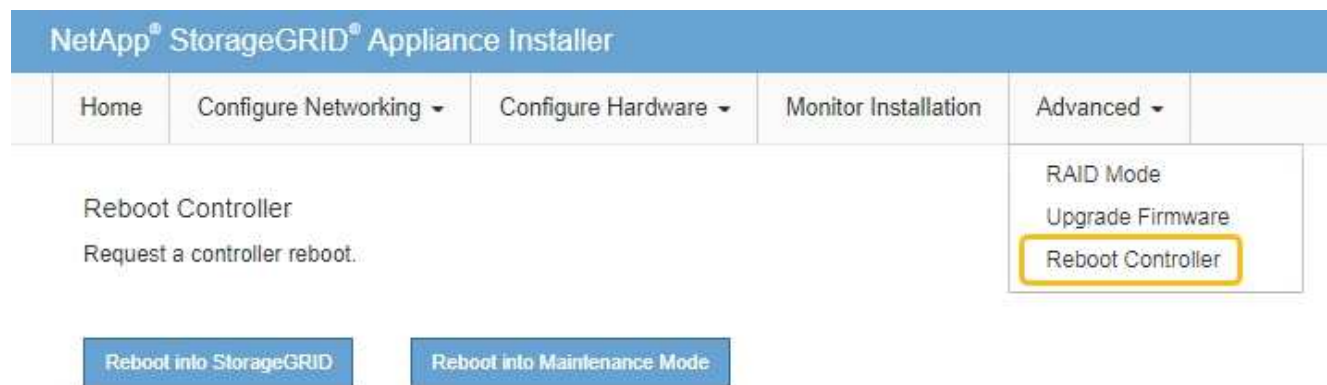 NetApp® StorageGRID® Appliance Installer
Home Configure Networking Configure Hardware Monitor Installation Advanced
RAID Mode
Upgrade Firmware
Reboot Controller
Reboot Controller
Request a controller reboot.
Reboot into StorageGRID Reboot into Maintenance Mode